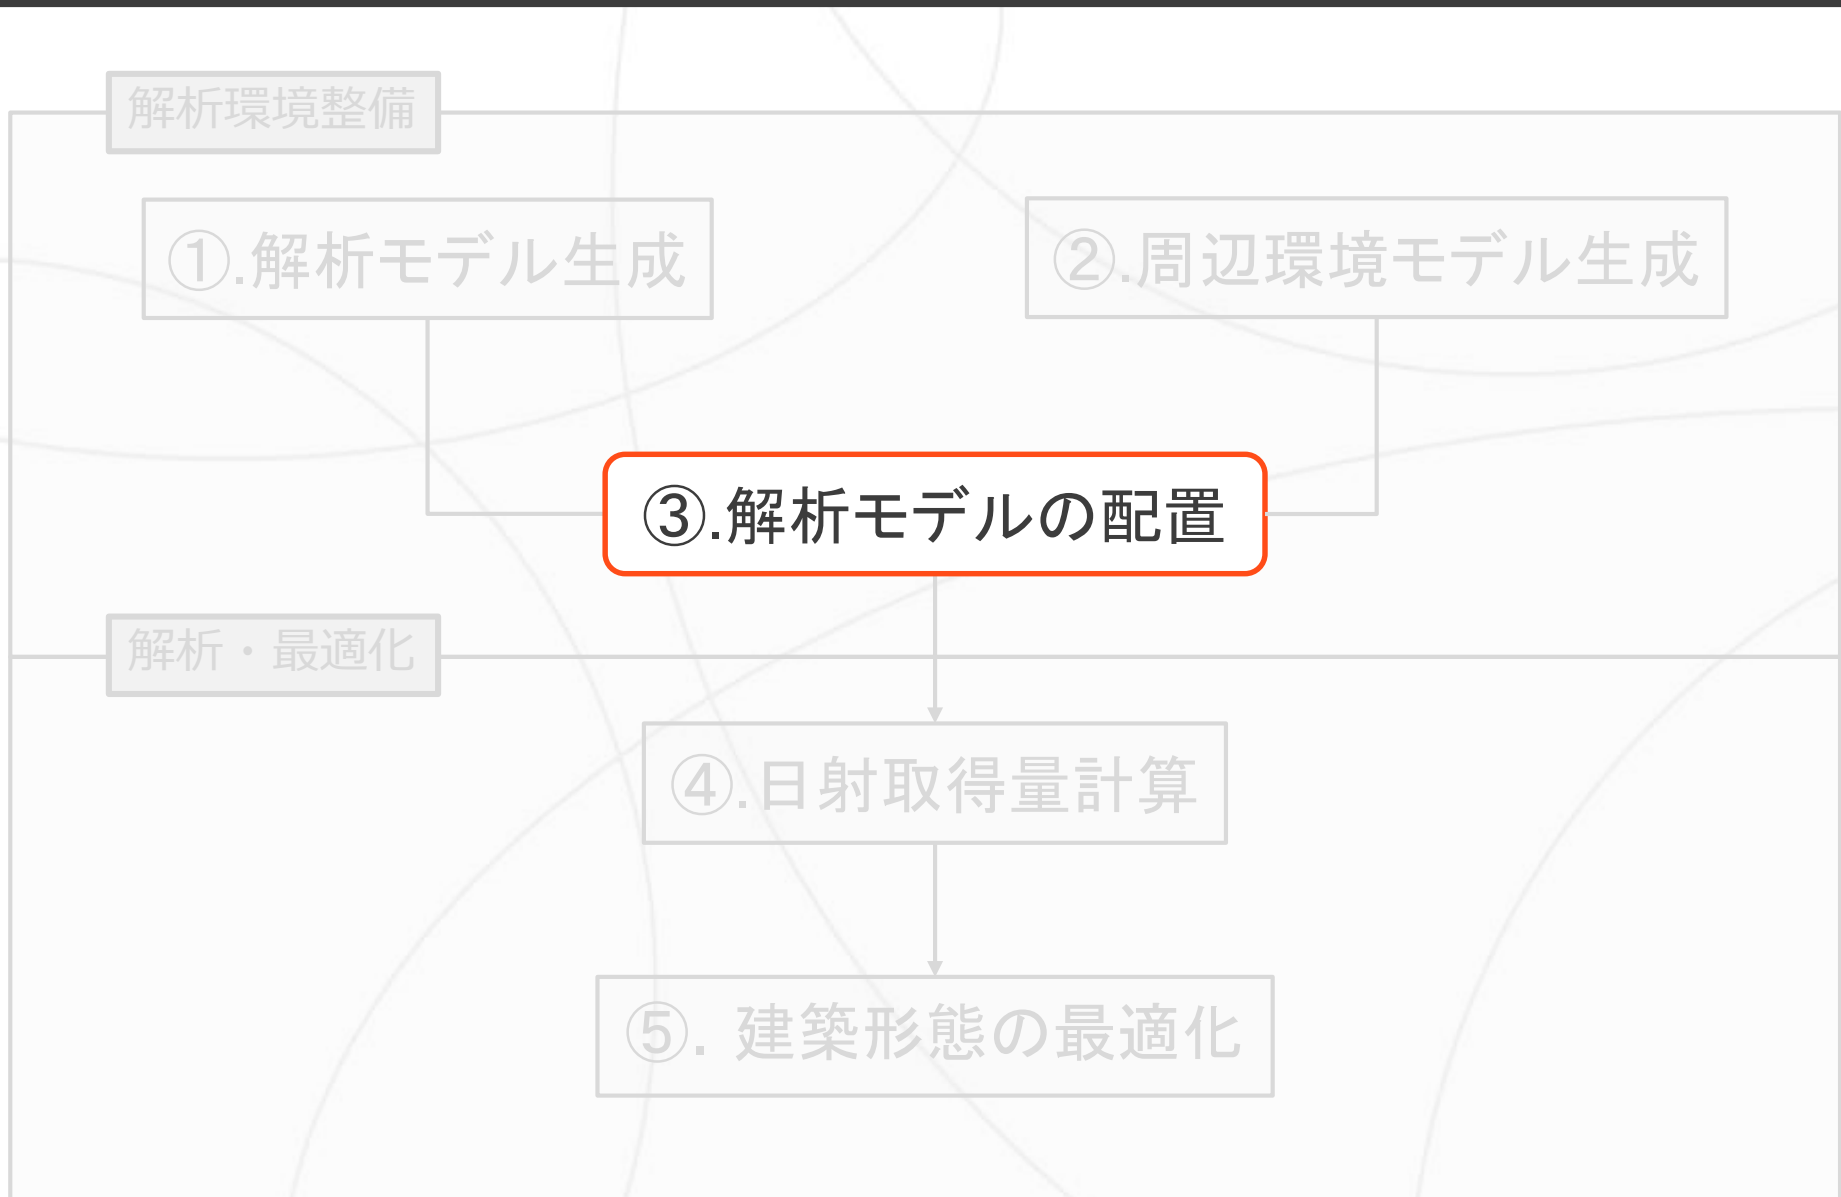 解析環境整備
①.解析モデル生成
②.周辺環境モデル生成
③.解析モデルの配置
解析・最適化
④.日射取得量計算
⑤. 建築形態の最適化